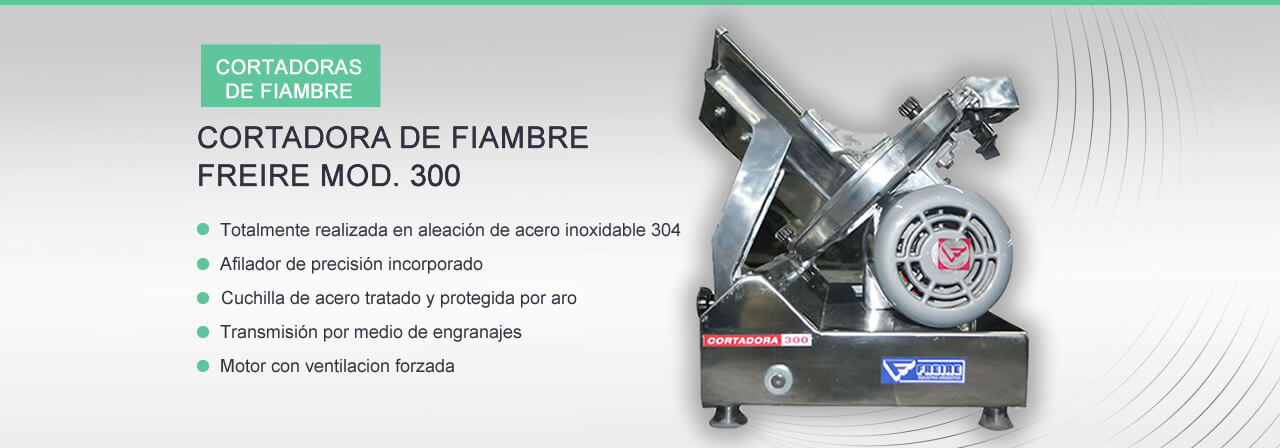 CORTADORAS
DE FIAMBRE
CORTADORA DE FIAMBRE
FREIRE MOD. 300
Totalmente realizada en aleación de acero inoxidable 304
Afilador de precisión incorporado
Cuchilla de acero tratado y protegida por aro
Transmisión por medio de engranajes
Motor con ventilacion forzada
CORTADORA 300
FREIRE
INDUSTRIA ARGENTINA